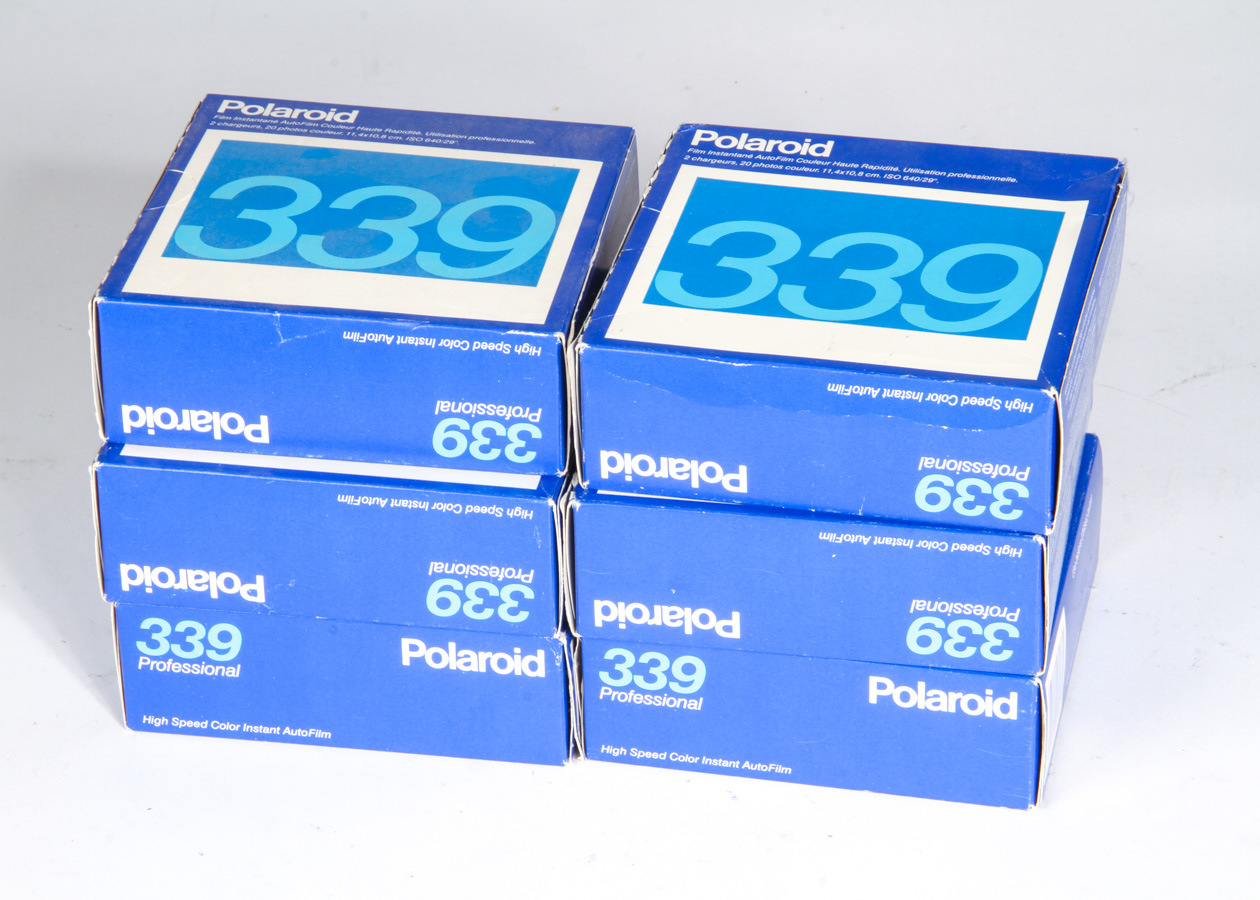 Polaroid
Film Instantané AutoFilm Couleur Haute Rapidité. Utilisation professionnelle.
2 chargeurs, 20 photos couleur. 11,4x10,8 cm. ISO 640/29°.
339
High Speed Color Instant AutoFilm
339
Professional
Polaroid
Polaroid
Film Instantané AutoFilm Couleur Haute Rapidité. Utilisation professionnelle.
2 chargeurs, 20 photos couleur. 11,4x10,8 cm. ISO 640/29°.
339
High Speed Color Instant AutoFilm
339
Professional
Polaroid
High Speed Color Instant AutoFilm
339
Professional
Polaroid
High Speed Color Instant AutoFilm
339
Professional
Polaroid
339
Professional
Polaroid
High Speed Color Instant AutoFilm
339
Professional
Polaroid
High Speed Color Instant AutoFilm